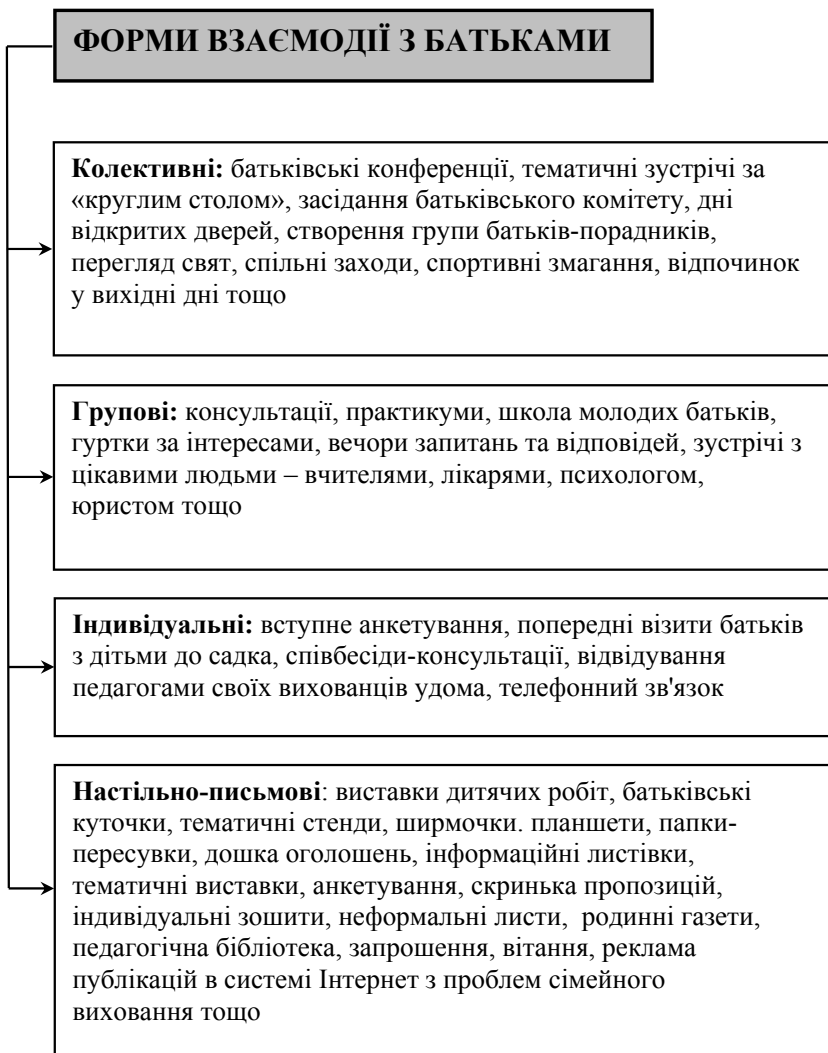 ФОРМИ ВЗАЄМОДІЇ З БАТЬКАМИ
Колективні: батьківські конференції, тематичні зустрічі за
«круглим столом», засідання батьківського комітету, дні
відкритих дверей, створення групи батьків-порадників,
перегляд свят, спільні заходи, спортивні змагання, відпочинок
у вихідні дні тощо
Групові: консультації, практикуми, школа молодих батьків,
гуртки за інтересами, вечори запитань та відповідей, зустрічі з
цікавими людьми – вчителями, лікарями, психологом,
юристом тощо
Індивідуальні: вступне анкетування, попередні візити батьків
з дітьми до садка, співбесіди-консультації, відвідування
педагогами своїх вихованців удома, телефонний зв'язок
Настільно-письмові: виставки дитячих робіт, батьківські
куточки, тематичні стенди, ширмочки. планшети, папки-
пересувки, дошка оголошень, інформаційні листівки,
тематичні виставки, анкетування, скринька пропозицій,
індивідуальні зошити, неформальні листи,  родинні газети,
педагогічна бібліотека, запрошення, вітання, реклама
публікацій в системі Інтернет з проблем сімейного
виховання тощо